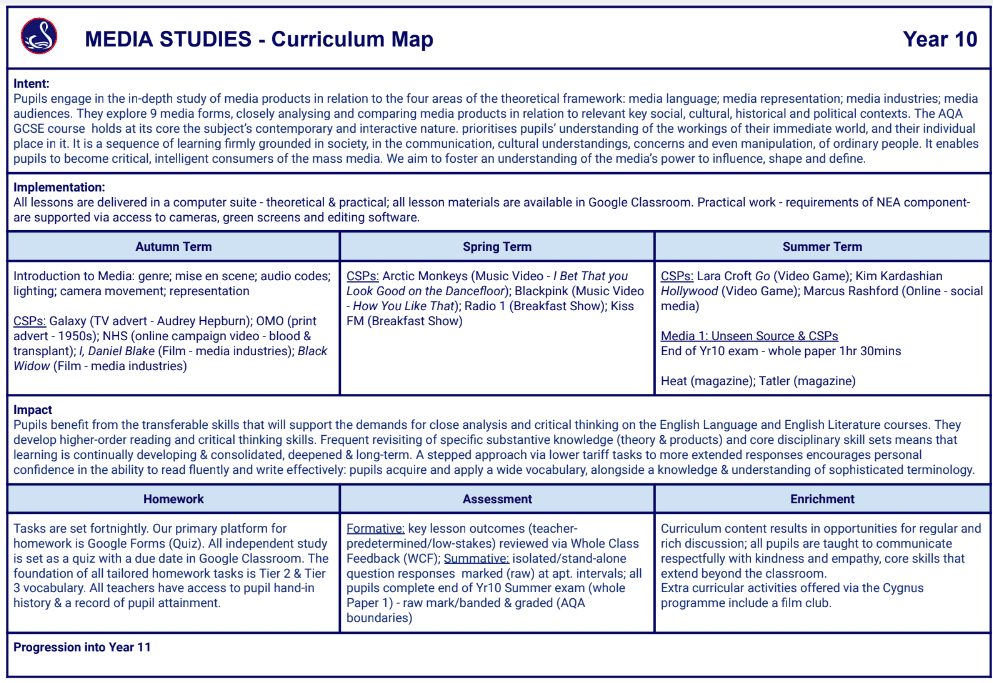 MEDIA STUDIES - Curriculum Map
Year 10
Intent:
Pupils engage in the in-depth study of media products in relation to the four areas of the theoretical framework: media language; media representation; media industries; media
audiences. They explore 9 media forms, closely analysing and comparing media products in relation to relevant key social, cultural, historical and political contexts. The AQA
GCSE course  holds at its core the subject's contemporary and interactive nature. prioritises pupils' understanding of the workings of their immediate world, and their individual
place in it. It is a sequence of learning firmly grounded in society, in the communication, cultural understandings, concerns and even manipulation, of ordinary people. It enables
pupils to become critical, intelligent consumers of the mass media. We aim to foster an understanding of the media's power to influence, shape and define.
Implementation:
All lessons are delivered in a computer suite - theoretical & practical; all lesson materials are available in Google Classroom. Practical work - requirements of NEA component-
are supported via access to cameras, green screens and editing software.
Autumn Term
Introduction to Media: genre; mise en scene; audio codes;
lighting; camera movement; representation
CSPs: Galaxy (TV advert - Audrey Hepburn); OMO (print
advert - 1950s); NHS (online campaign video - blood &
transplant); I, Daniel Blake (Film - media industries); Black
Widow (Film - media industries)
Spring Term
CSPs: Arctic Monkeys (Music Video - I Bet That you
Look Good on the Dancefloor); Blackpink (Music Video
- How You Like That); Radio 1 (Breakfast Show); Kiss
FM (Breakfast Show)
Summer Term
CSPs: Lara Croft Go (Video Game); Kim Kardashian
Hollywood (Video Game); Marcus Rashford (Online - social
media)
Media 1: Unseen Source & CSPs
End of Yr10 exam - whole paper 1hr 30mins
Heat (magazine); Tatler (magazine)
Impact
Pupils benefit from the transferable skills that will support the demands for close analysis and critical thinking on the English Language and English Literature courses. They
develop higher-order reading and critical thinking skills. Frequent revisiting of specific substantive knowledge (theory & products) and core disciplinary skill sets means that
learning is continually developing & consolidated, deepened & long-term. A stepped approach via lower tariff tasks to more extended responses encourages personal
confidence in the ability to read fluently and write effectively: pupils acquire and apply a wide vocabulary, alongside a knowledge & understanding of sophisticated terminology.
Homework
Tasks are set fortnightly. Our primary platform for
homework is Google Forms (Quiz). All independent study
is set as a quiz with a due date in Google Classroom. The
foundation of all tailored homework tasks is Tier 2 & Tier
3 vocabulary. All teachers have access to pupil hand-in
history & a record of pupil attainment.
Assessment
Formative: key lesson outcomes (teacher-
predetermined/low-stakes) reviewed via Whole Class
Feedback (WCF); Summative: isolated/stand-alone
question responses  marked (raw) at apt. intervals; all
pupils complete end of Yr10 Summer exam (whole
Paper 1) - raw mark/banded & graded (AQA
boundaries)
Enrichment
Curriculum content results in opportunities for regular and
rich discussion; all pupils are taught to communicate
respectfully with kindness and empathy, core skills that
extend beyond the classroom.
Extra curricular activities offered via the Cygnus
programme include a film club.
Progression into Year 11